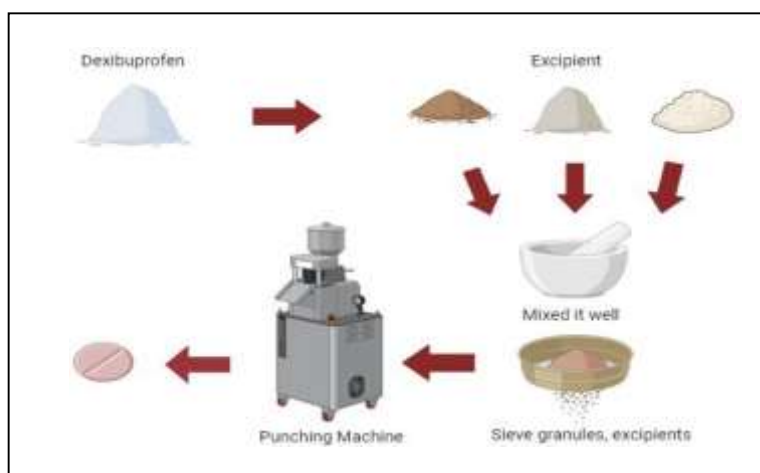 Dexibuprofen
Excipient
Mixed it well
Punching Machine
Sieve granules, excipients